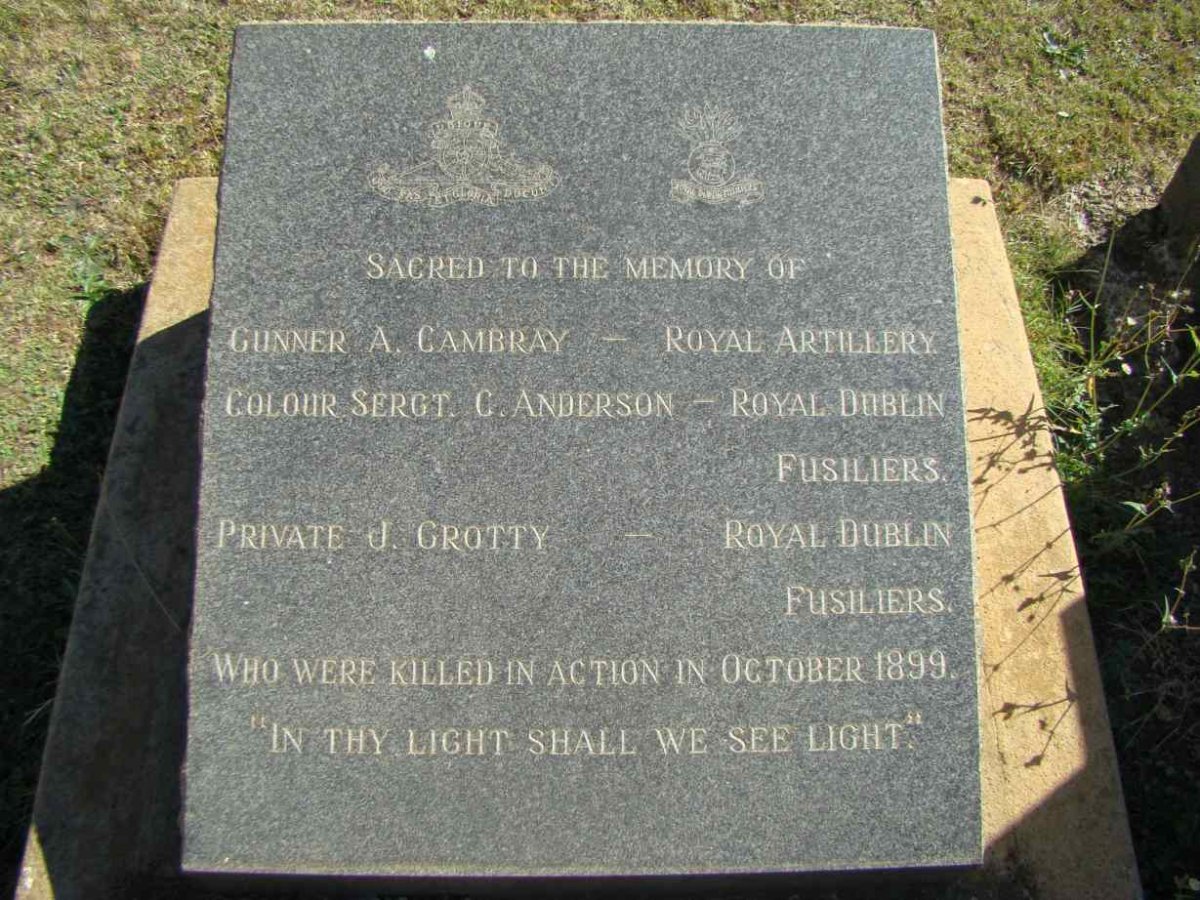 SACRED TO THE MEMORY OF
GUNNER A. CAMBRAY — ROYAL ARTILLERY.
COLOUR SERGT. C. ANDERSON — ROYAL DUBLIN
FUSILIERS.
PRIVATE J. GROTTY — ROYAL DUBLIN
FUSILIERS.
WHO WERE KILLED IN ACTION IN OCTOBER 1899.
"IN THY LIGHT SHALL WE SEE LIGHT."